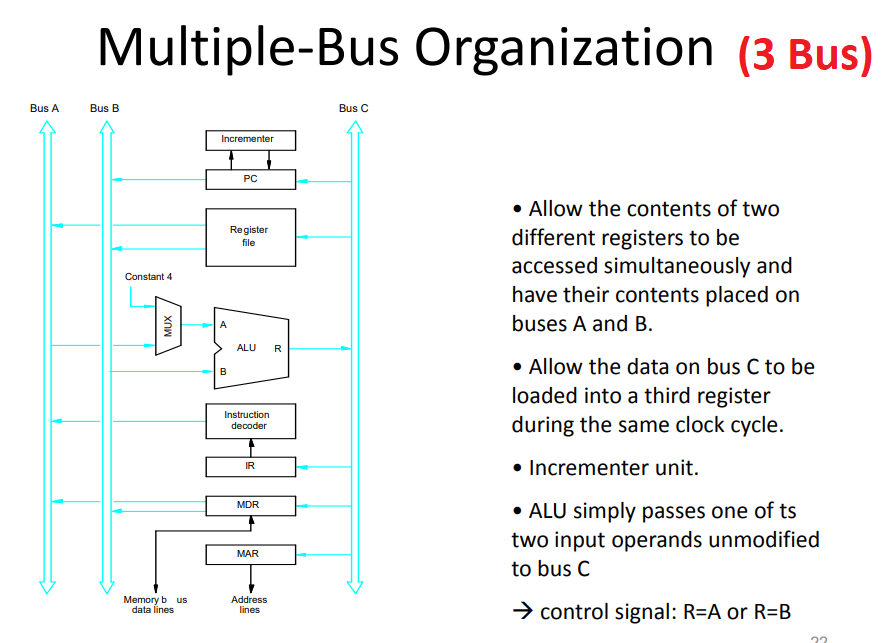 Multiple-Bus Organization (3 Bus)
Bus A Bus B Bus C
Incrementer
PC
Register
file
Constant 4
MUX
A
ALU R
B
Instruction
decoder
IR
MDR
MAR
Memory b us
data lines
Address
lines
• Allow the contents of two
different registers to be
accessed simultaneously and
have their contents placed on
buses A and B.
• Allow the data on bus C to be
loaded into a third register
during the same clock cycle.
• Incrementer unit.
• ALU simply passes one of ts
two input operands unmodified
to bus C
→ control signal: R=A or R=B